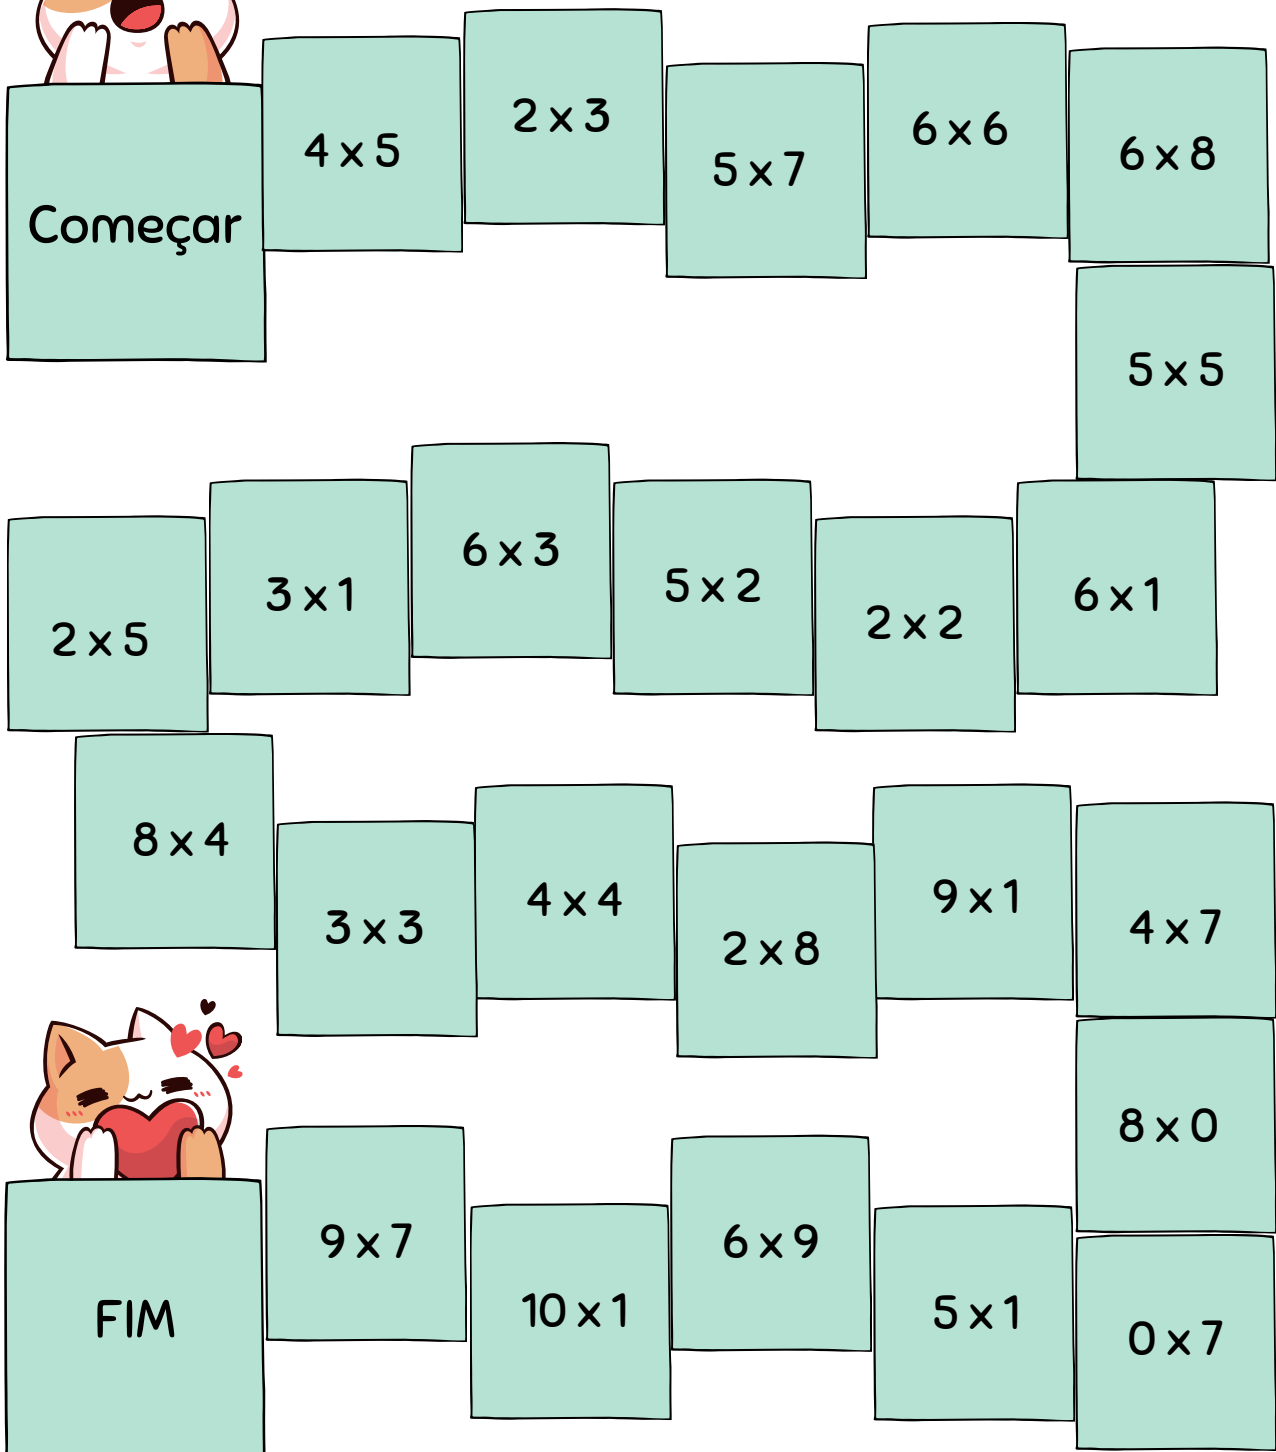 Começar
4 x 5
2 x 3
5 x 7
6 x 6
6 x 8
5 x 5
6 x 1
2 x 2
5 x 2
6 x 3
3 x 1
2 x 5
8 x 4
3 x 3
4 x 4
2 x 8
9 x 1
4 x 7
8 x 0
0 x 7
5 x 1
6 x 9
10 x 1
9 x 7
FIM